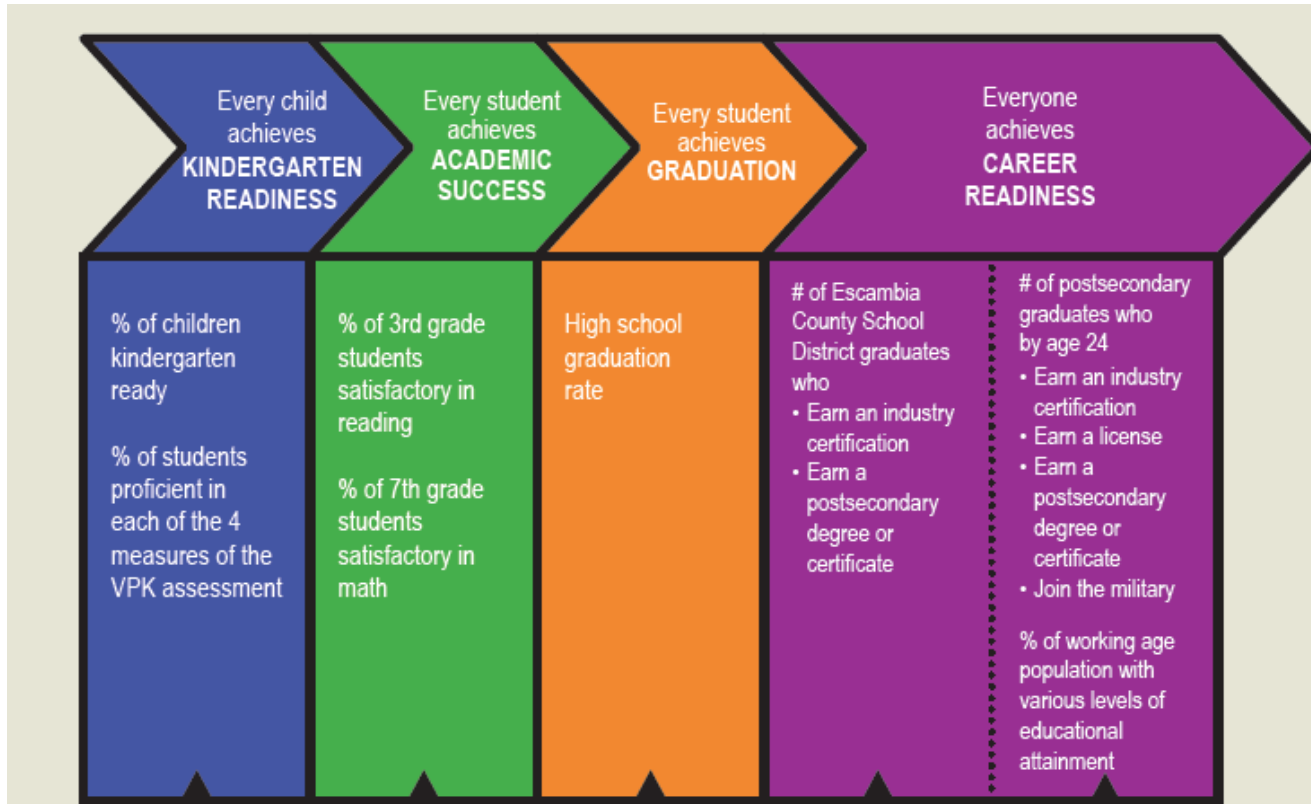 Every child
achieves
KINDERGARTEN
READINESS
Every student
achieves
ACADEMIC
SUCCESS
Every student
achieves
GRADUATION
Everyone
achieves
CAREER
READINESS
% of children
kindergarten
ready
% of students
proficient in
each of the 4
measures of the
VPK assessment
% of 3rd grade
students
satisfactory in
reading
% of 7th grade
students
satisfactory in
math
High school
graduation
rate
# of Escambia
County School
District graduates
who
• Earn an industry
certification
• Earn a
postsecondary
degree or
certificate
# of postsecondary
graduates who
by age 24
• Earn an industry
certification
• Earn a license
• Earn a
postsecondary
degree or
certificate
• Join the military
% of working age
population with
various levels of
educational
attainment